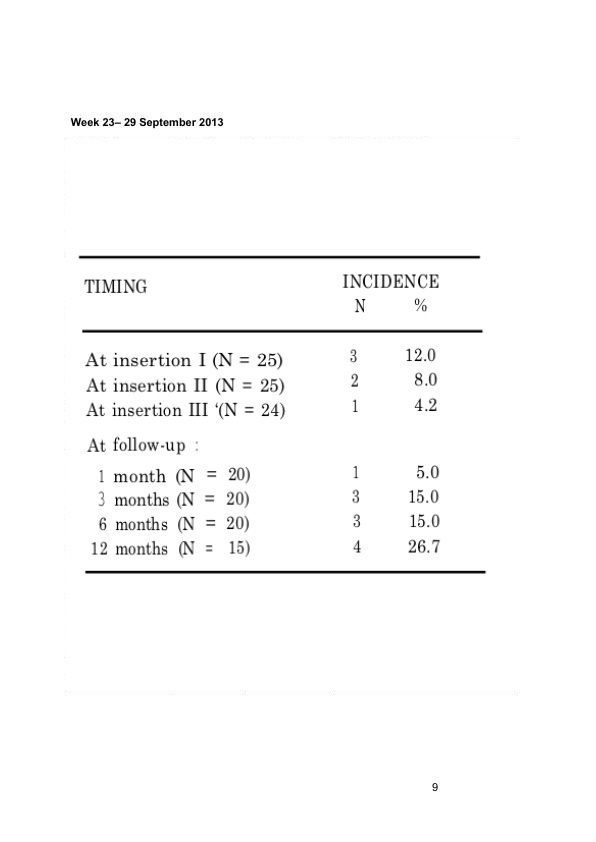 Week 23– 29 September 2013
TIMING INCIDENCE
N %
At insertion I (N = 25) 3 12.0
At insertion II (N = 25) 2 8.0
At insertion III ‘(N = 24) 1 4.2
At follow-up :
1 month (N = 20) 1 5.0
3 months (N = 20) 3 15.0
6 months (N = 20) 3 15.0
12 months (N = 15) 4 26.7
9